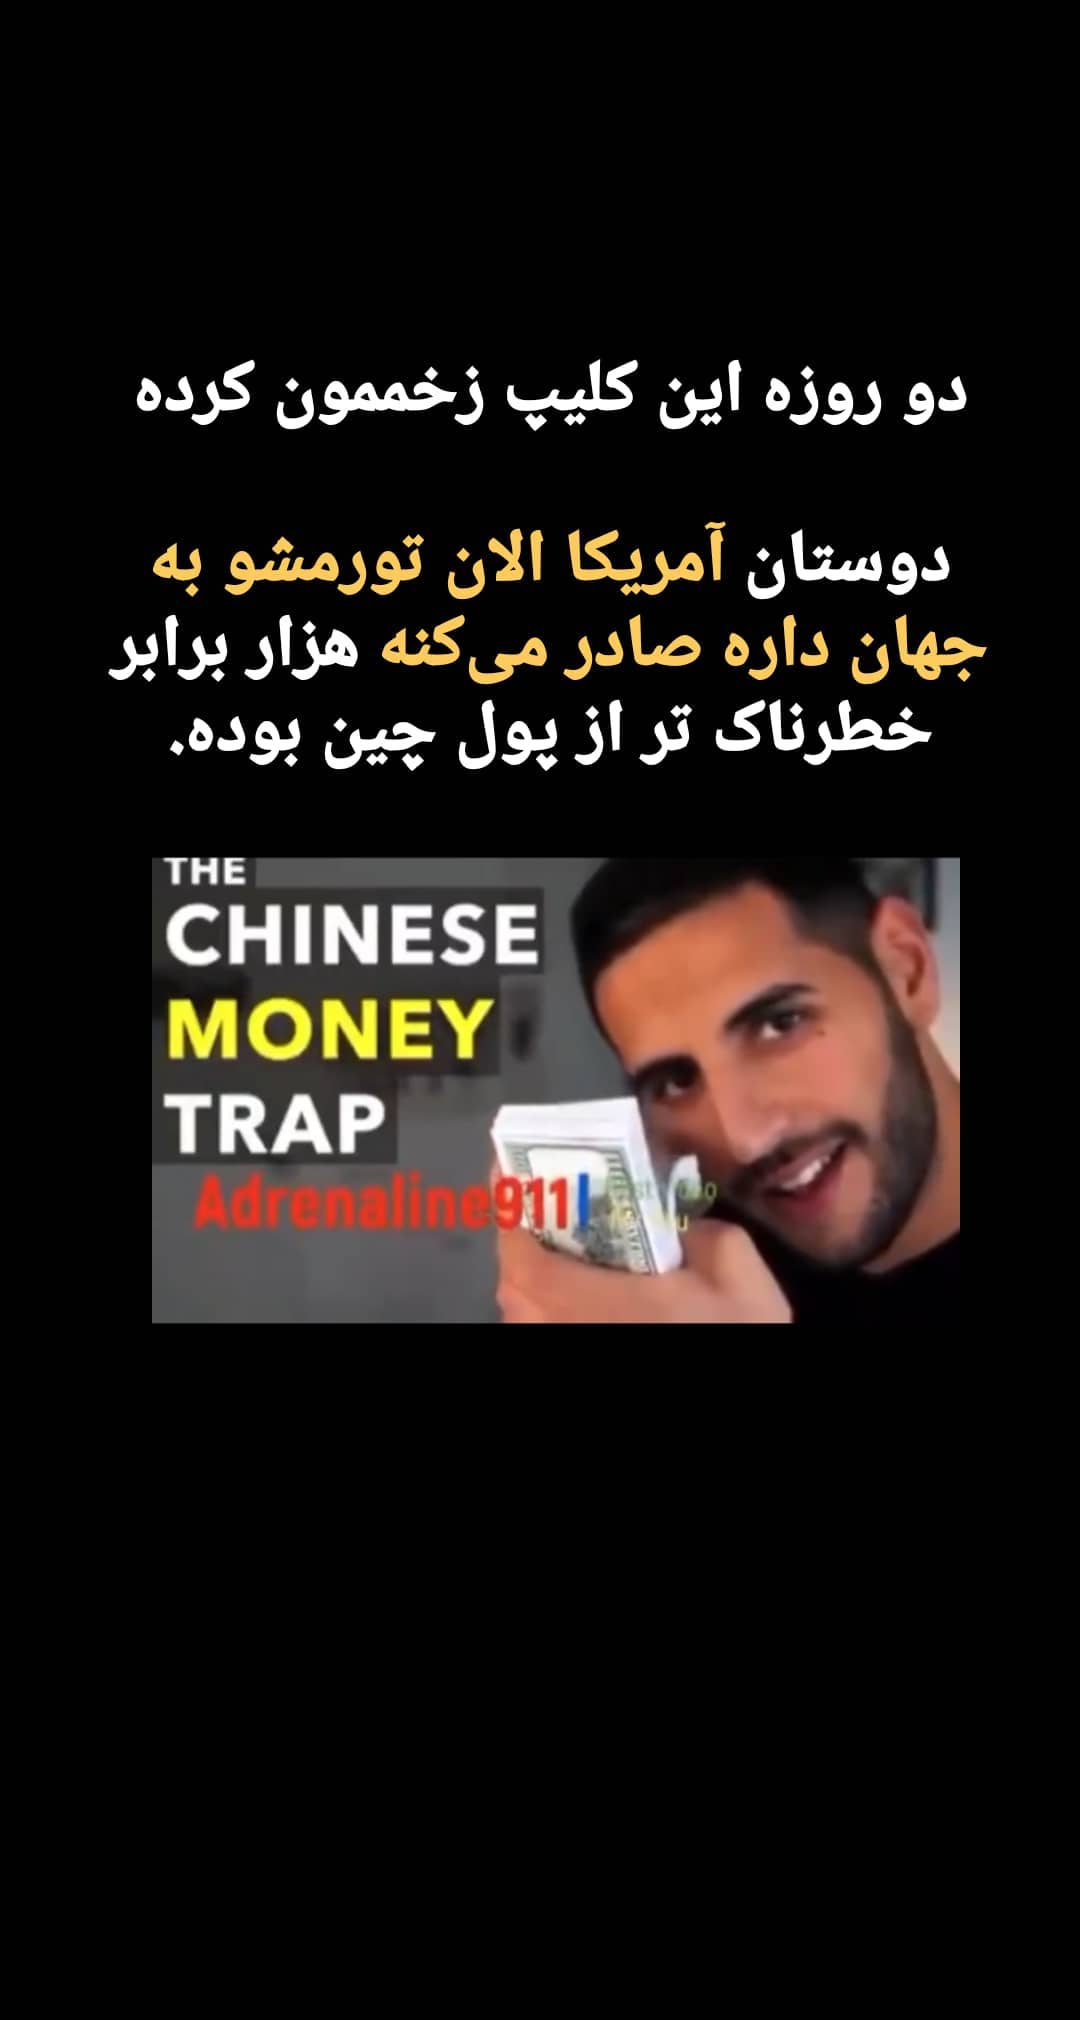 دو روزه این کلیپ زخممون کرده
دوستان آمریکا الان تورمشو به
جهان داره صادر می‌کنه هزار برابر
خطرناک تر از پول چین بوده.
THE
CHINESE
MONEY
TRAP
Adrenaline911